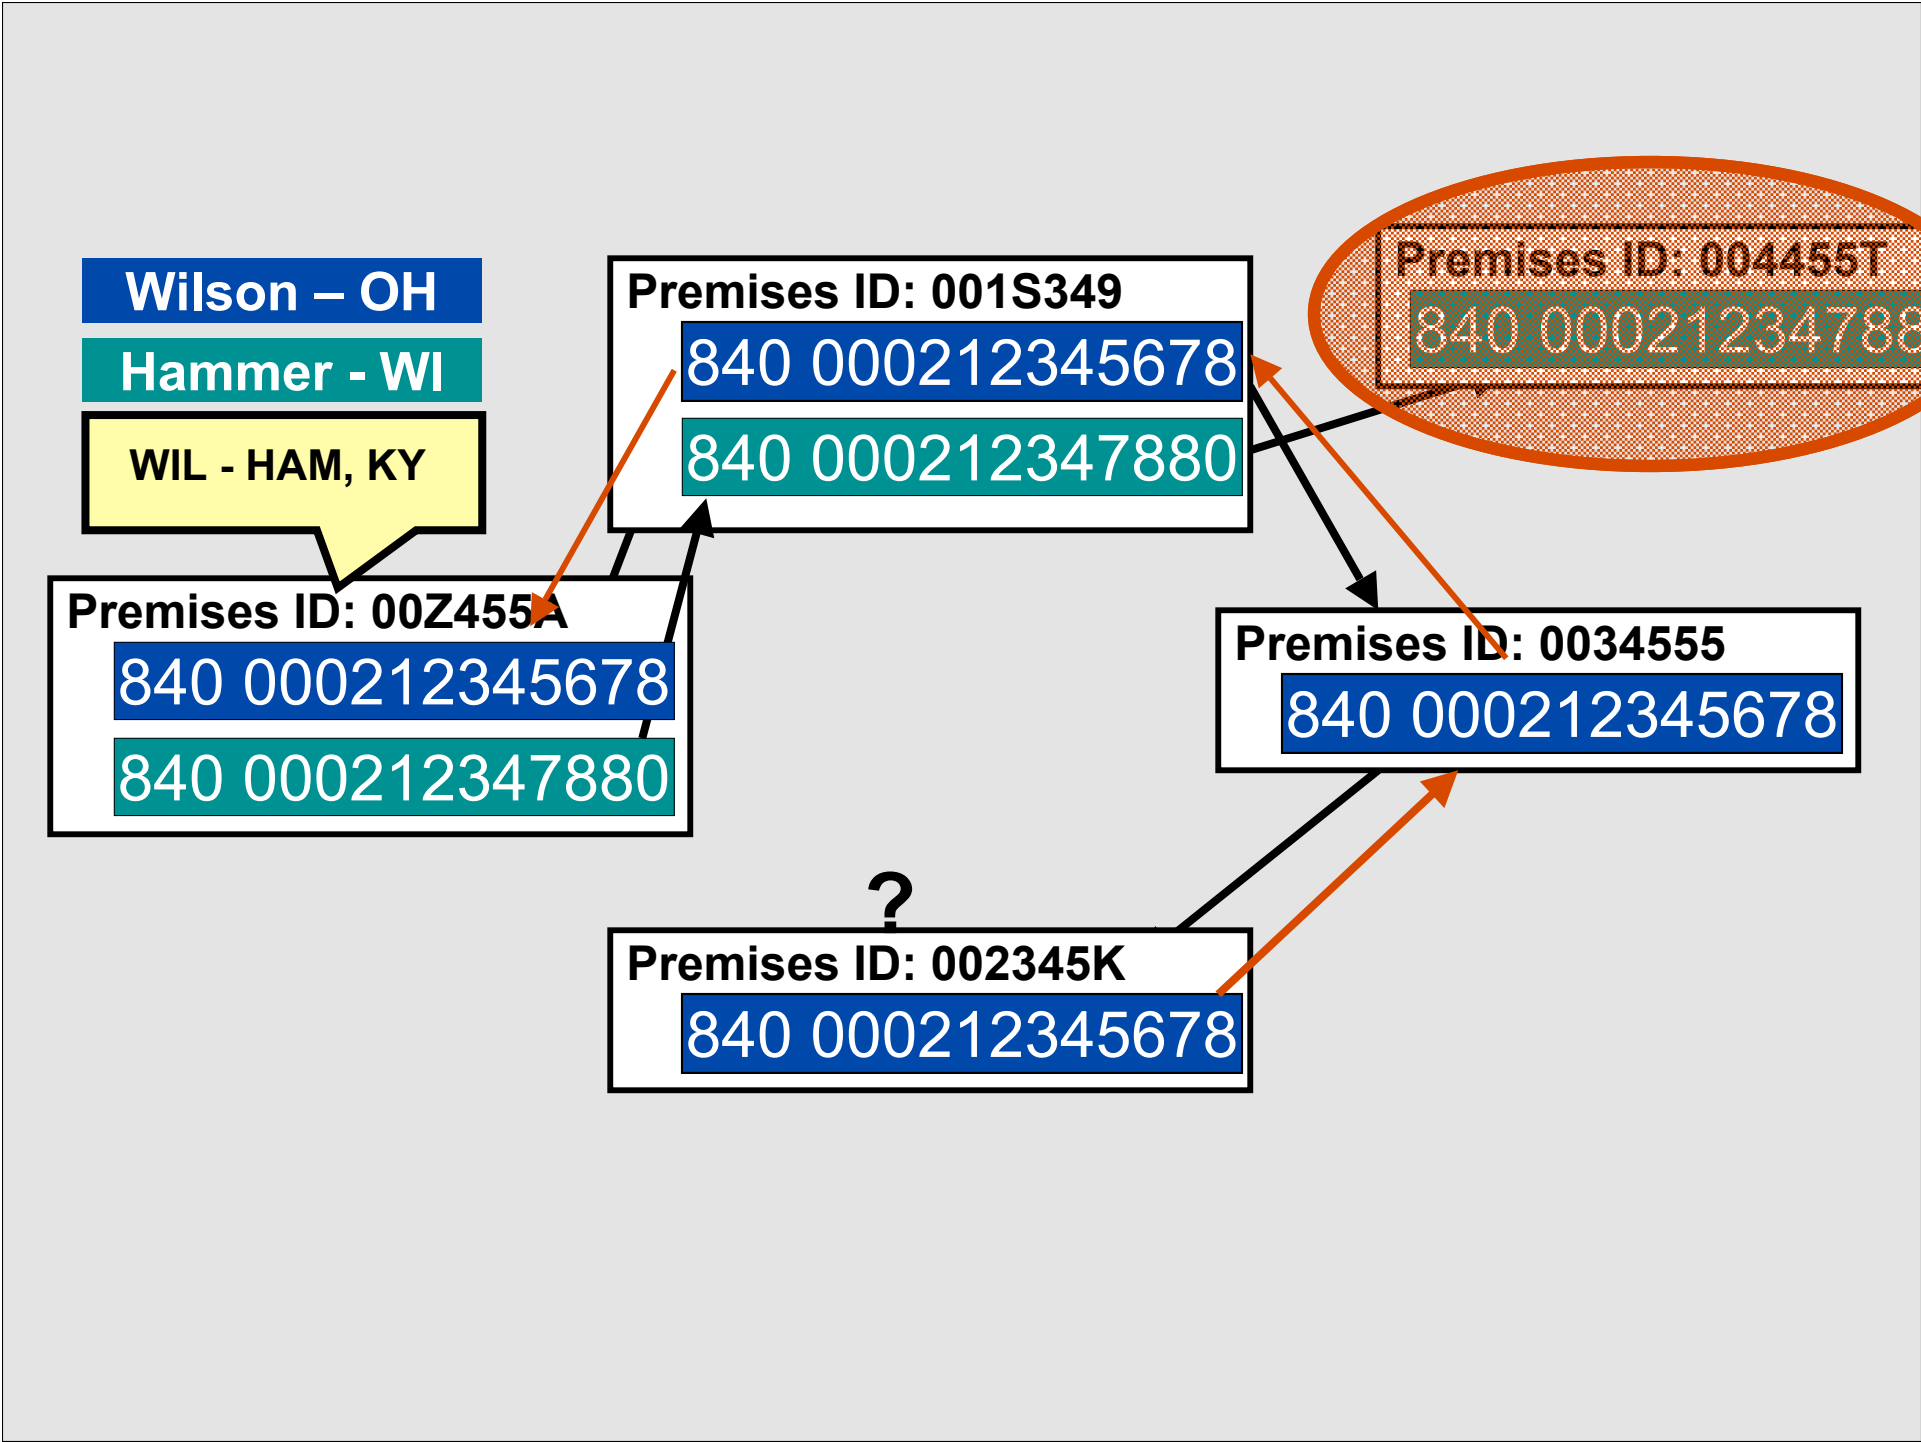 Wilson – OH
Hammer - WI
WIL - HAM, KY
Premises ID: 001S349
840 000212345678
840 000212347880
Premises ID: 004455T
840
Premises ID: 00Z455A
840 000212345678
840 000212347880
Premises ID: 0034555
840 000212345678
?
Premises ID: 002345K
840 000212345678